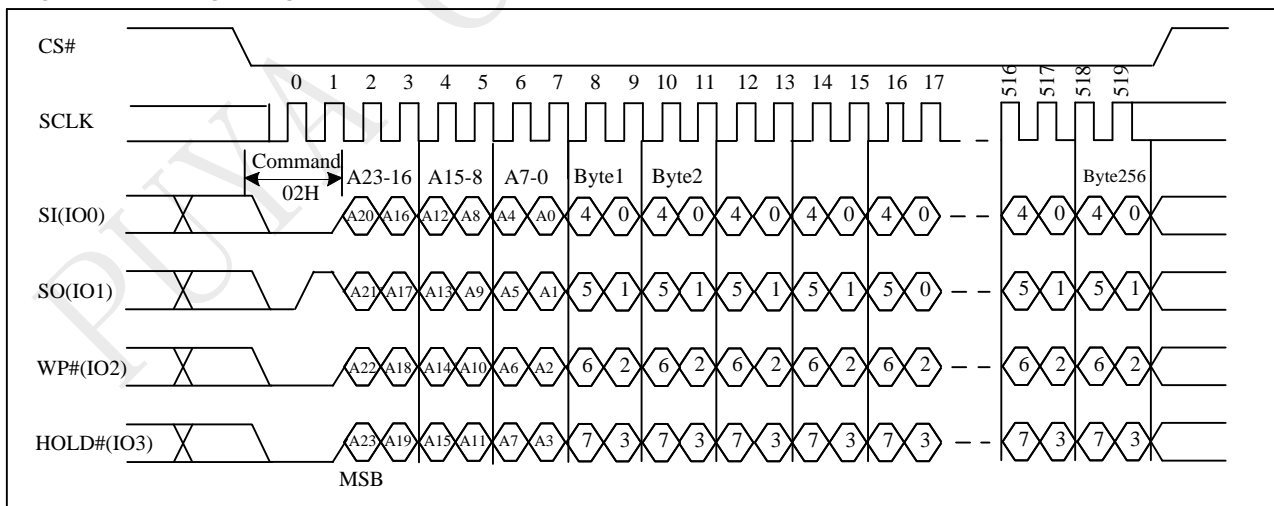 CS#
0 1 2 3 4 5 6 7 8 9 10 11 12 13 14 15 16 17 516 517 518 519
SCLK
Command
02H
A23-16 A15-8 A7-0 Byte1 Byte2 Byte256
SI(IO0) A20 A16 A12 A8 A4 A0 4 0 4 0 4 0 4 0 4 0 4 0 4 0
SO(IO1) A21 A17 A13 A9 A5 A1 5 1 5 1 5 1 5 1 5 0 5 1 5 1
WP#(IO2) A22 A18 A14 A10 A6 A2 6 2 6 2 6 2 6 2 6 2 6 2 6 2
HOLD#(IO3) A23 A19 A15 A11 A7 A3 7 3 7 3 7 3 7 3 7 3 7 3 7 3
MSB
PUYA